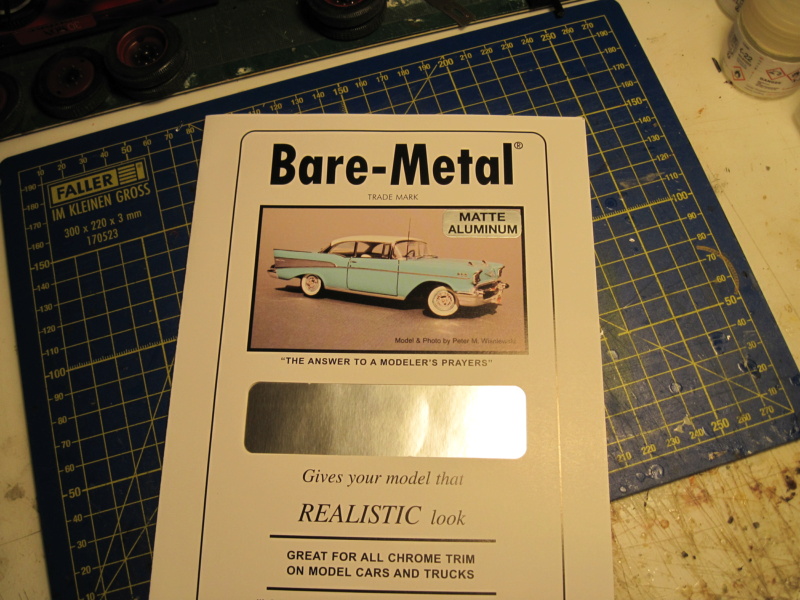 Bare-Metal®
TRADE MARK
MATTE
ALUMINUM
Model & Photo by Peter M. Wisniewski
"THE ANSWER TO A MODELER'S PRAYERS"
Gives your model that
REALISTIC look
GREAT FOR ALL CHROME TRIM
ON MODEL CARS AND TRUCKS
FALLER
IM KLEINEN GROSS
300 x 220 x 3 mm
170523